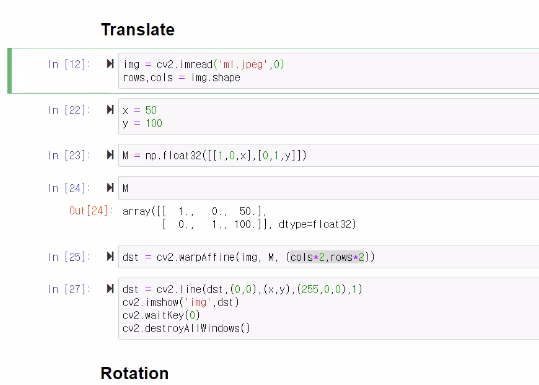 Translate
In [12]: img = cv2.imread('ml.jpeg',0)
rows,cols = img.shape
In [22]: x = 50
y = 100
In [23]: M = np.float32([[1,0,x],[0,1,y]])
In [24]: M
Out[24]: array([[  1.,   0.,  50.],
[  0.,   1., 100.]], dtype=float32)
In [25]: dst = cv2.warpAffine(img, M, (cols*2,rows*2))
In [27]: dst = cv2.line(dst,(0,0),(x,y),(255,0,0),1)
cv2.imshow('img',dst)
cv2.waitKey(0)
cv2.destroyAllWindows()
Rotation